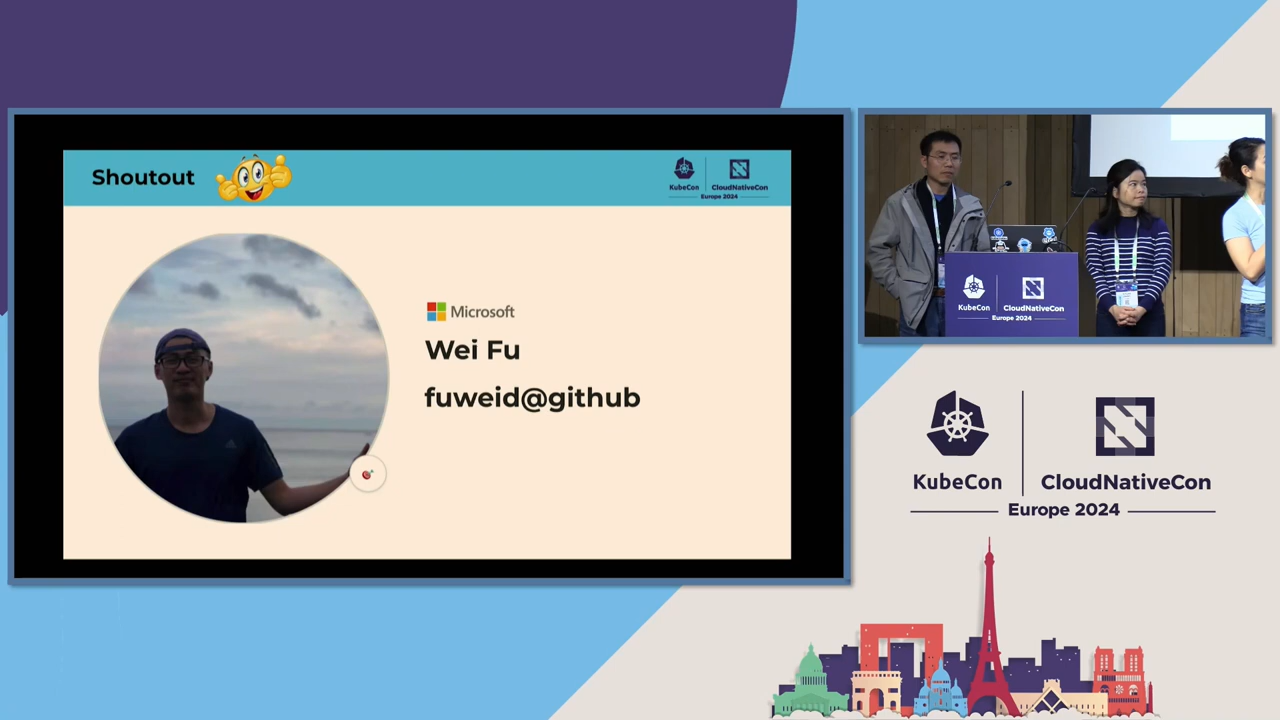 Shoutout
KubeCon
CloudNativeCon
Europe 2024
Microsoft
Wei Fu
fuweid@github
KubeCon
CloudNativeCon
Europe 2024
KubeCon
CloudNativeCon
Europe 2024